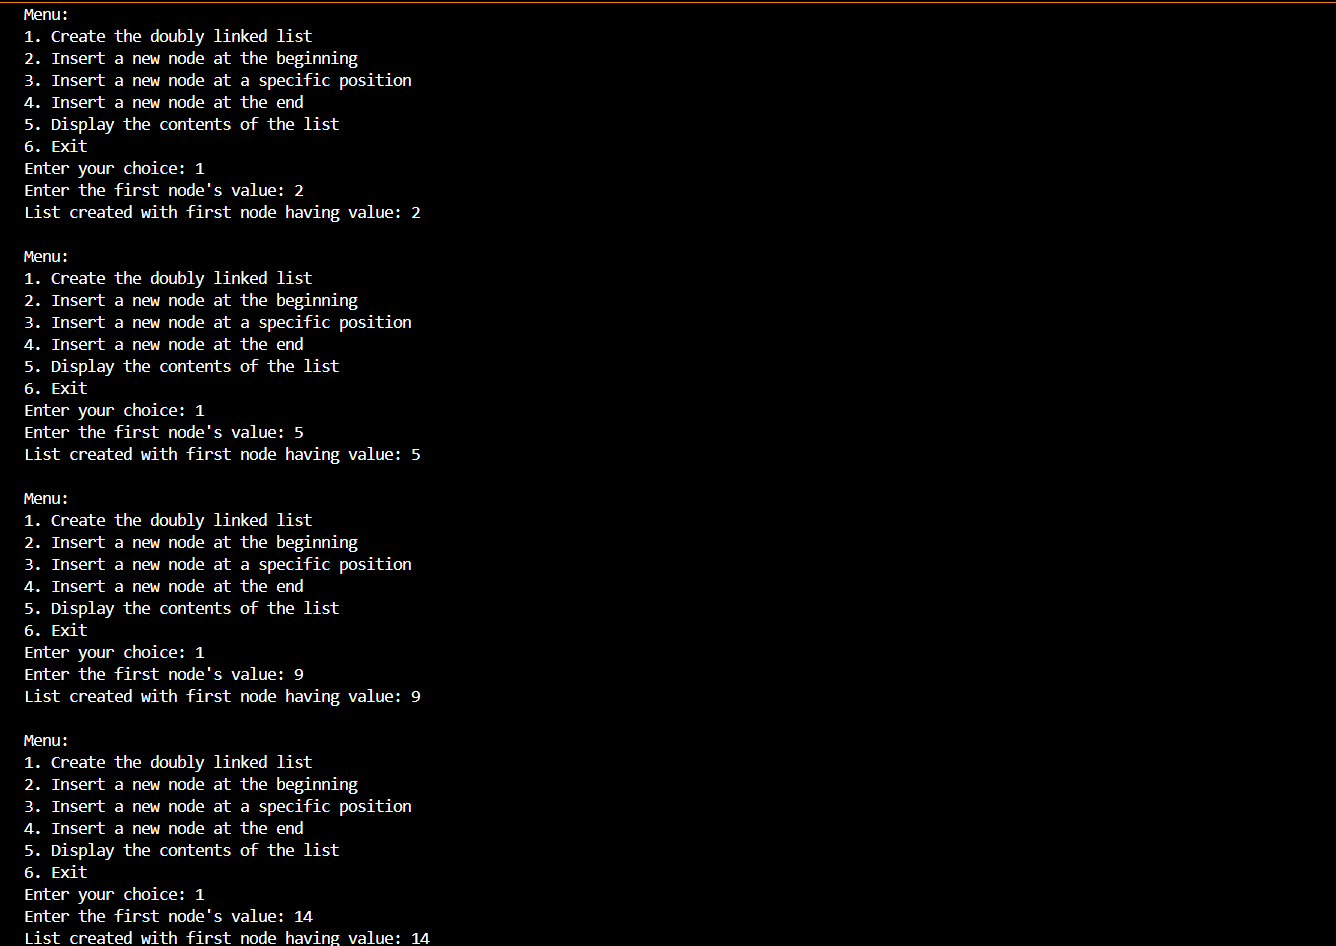 Menu:
1. Create the doubly linked list
2. Insert a new node at the beginning
3. Insert a new node at a specific position
4. Insert a new node at the end
5. Display the contents of the list
6. Exit
Enter your choice: 1
Enter the first node's value: 2
List created with first node having value: 2

Menu:
1. Create the doubly linked list
2. Insert a new node at the beginning
3. Insert a new node at a specific position
4. Insert a new node at the end
5. Display the contents of the list
6. Exit
Enter your choice: 1
Enter the first node's value: 5
List created with first node having value: 5

Menu:
1. Create the doubly linked list
2. Insert a new node at the beginning
3. Insert a new node at a specific position
4. Insert a new node at the end
5. Display the contents of the list
6. Exit
Enter your choice: 1
Enter the first node's value: 9
List created with first node having value: 9

Menu:
1. Create the doubly linked list
2. Insert a new node at the beginning
3. Insert a new node at a specific position
4. Insert a new node at the end
5. Display the contents of the list
6. Exit
Enter your choice: 1
Enter the first node's value: 14
List created with first node having value: 14